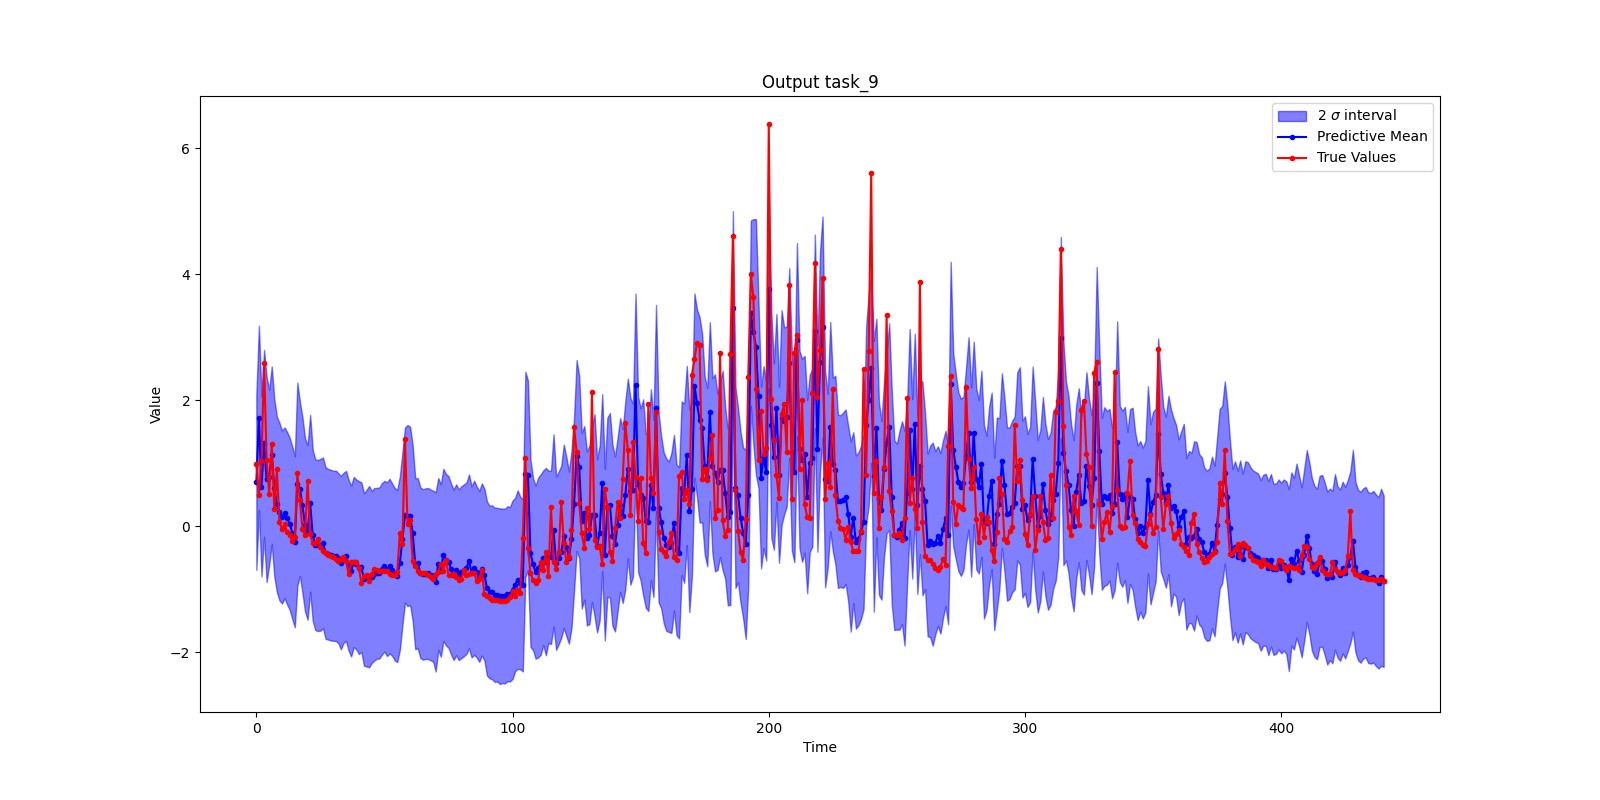 Output task_9
2 σ interval
Predictive Mean
True Values
Value
6
4
2
0
−2
0 100 200 300 400
Time